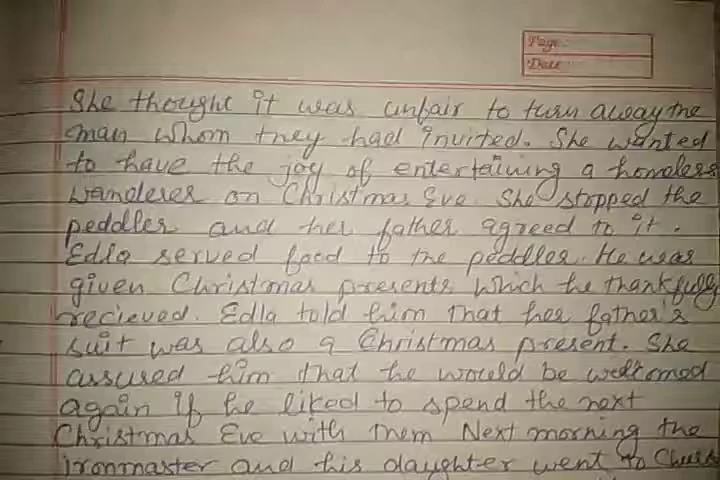 Page:
Date:
She thought it was unfair to turn away the
man whom they had invited. She wanted
to have the joy of entertaining a homeless
wanderer on Christmas Eve. She stopped the
peddler and her father agreed to it.
Edla served food to the peddler. He was
given Christmas presents which he thankfully
recieved. Edla told him that her father's
suit was also a Christmas present. She
assured him that he would be welcomed
again if he liked to spend the next
Christmas Eve with them Next morning the
ironmaster and his daughter went to